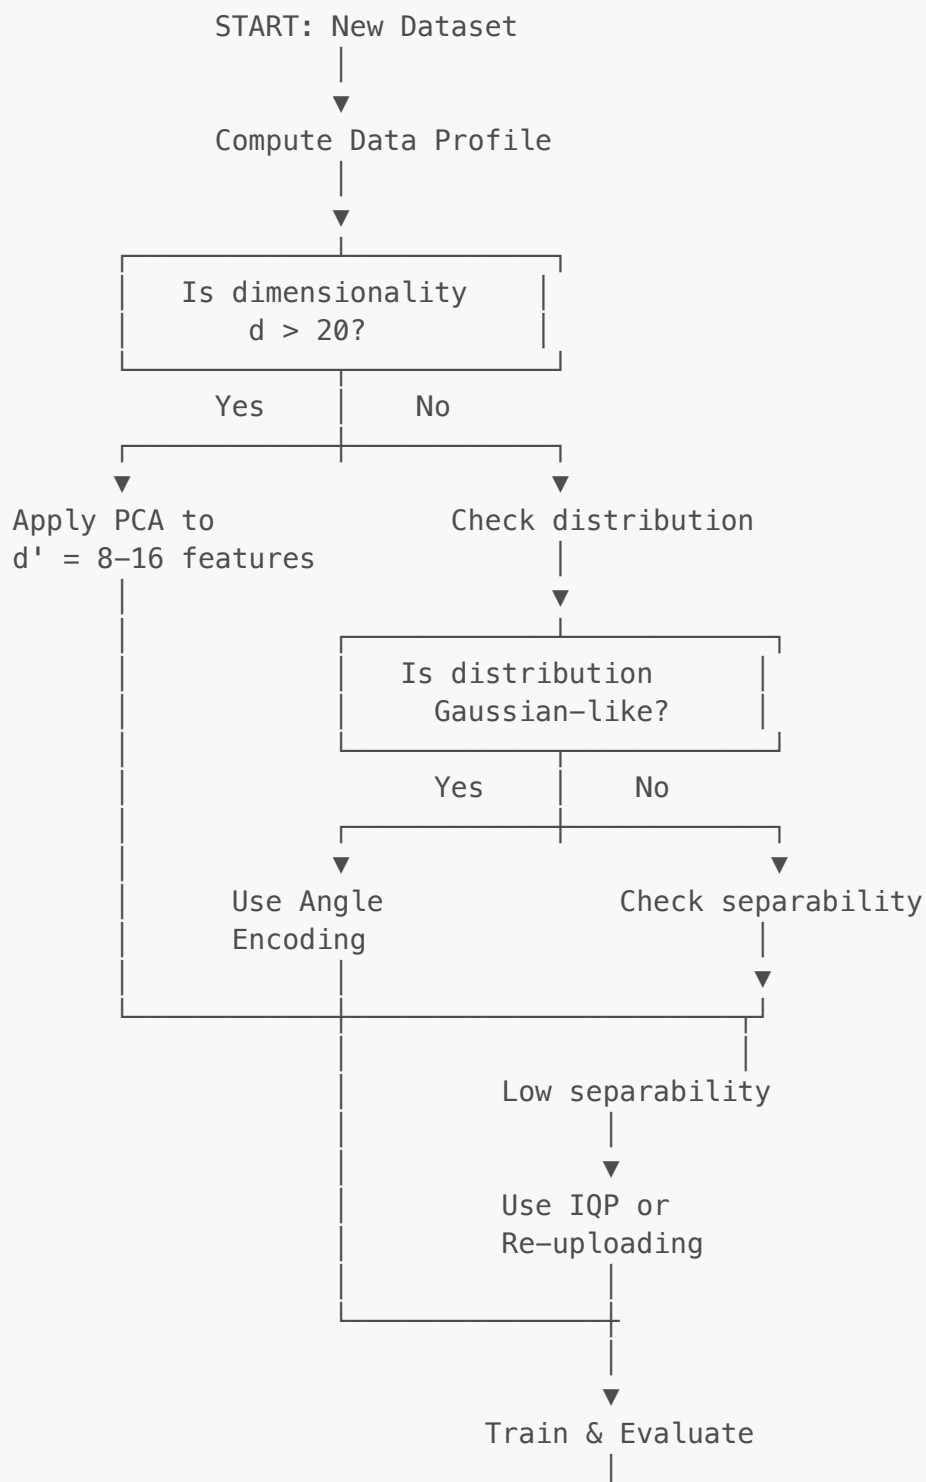 START: New Dataset
Compute Data Profile
Is dimensionality
d > 20?
Yes No
Apply PCA to Check distribution
d' = 8–16 features
Is distribution
Gaussian–like?
Yes No
Use Angle Check separability
Encoding
Low separability
Use IQP or
Re–uploading
Train & Evaluate